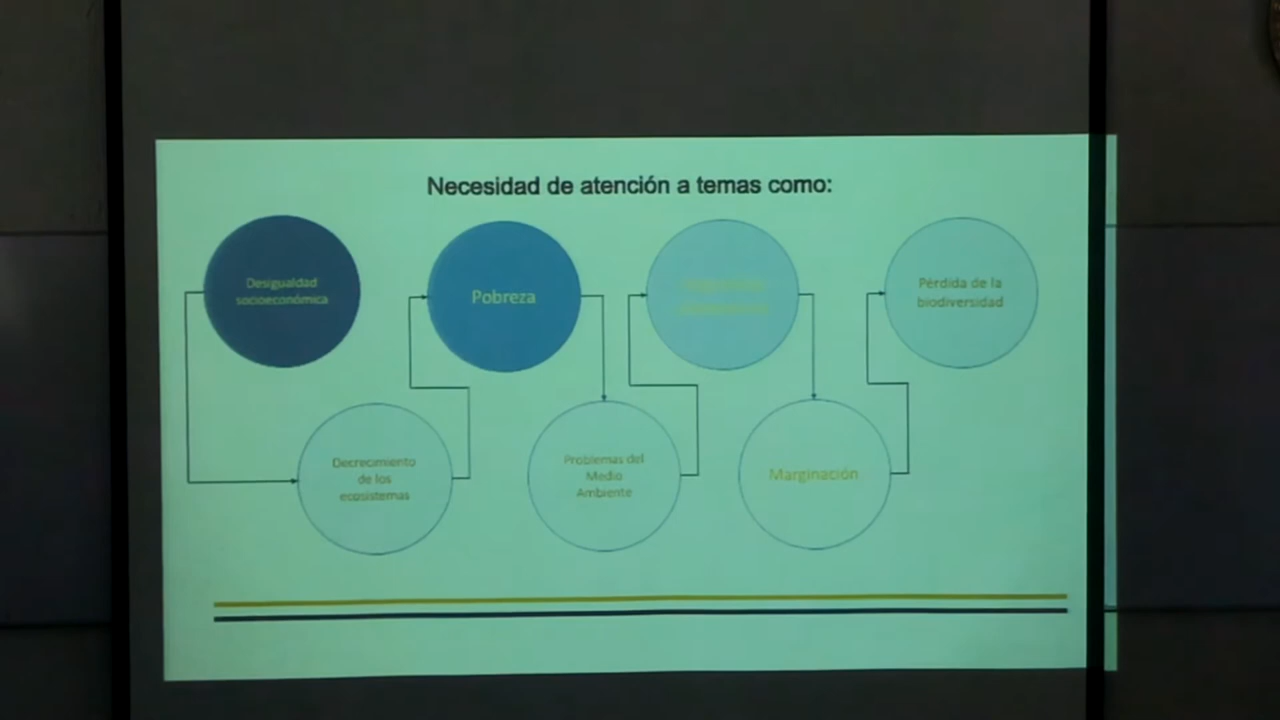 Necesidad de atención a temas como:
Desigualdad
socioeconómica
Decrecimiento
de los
ecosistemas
Pobreza
Problemas del
Medio
Ambiente
Marginación
Pérdida de la
biodiversidad